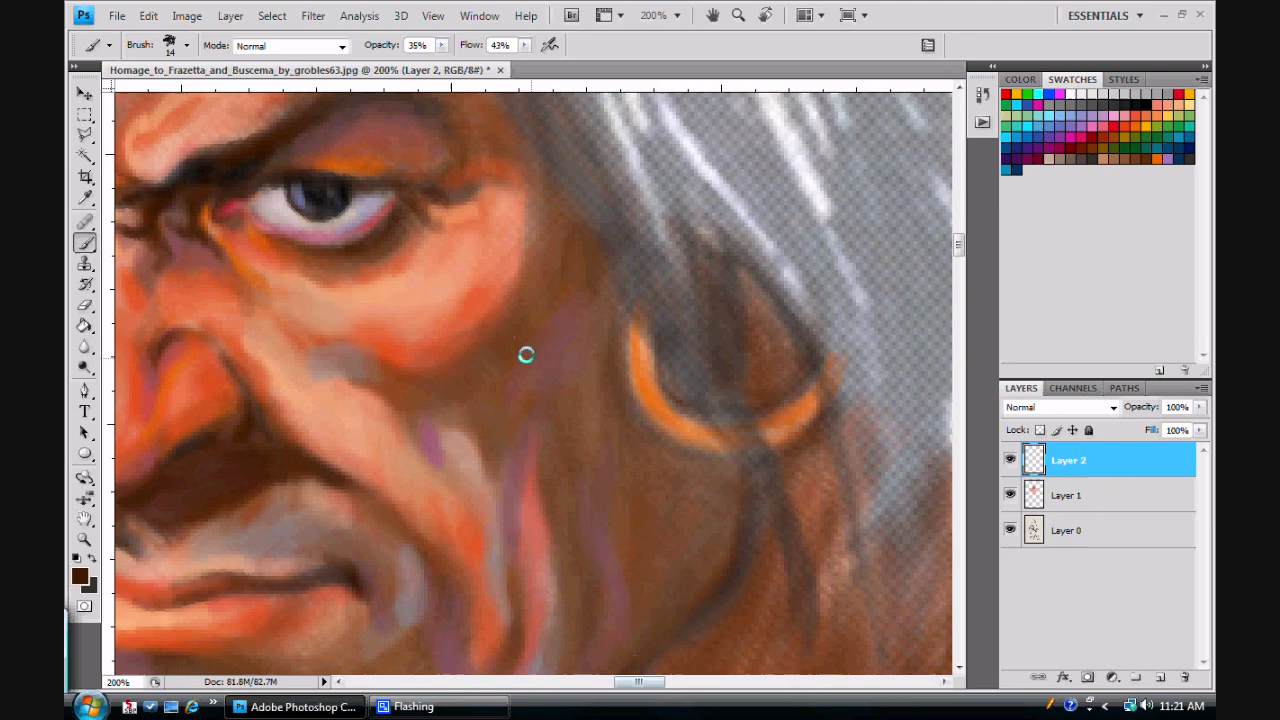 Ps File Edit Image Layer Select Filter Analysis 3D View Window Help Br 200% ESSENTIALS
Brush: 14 Mode: Normal Opacity: 35% Flow: 43%
Homage_to_Frazetta_and_Buscema_by_grobles63.jpg @ 200% (Layer 2, RGB/8#) *
COLOR SWATCHES STYLES
LAYERS CHANNELS PATHS
Normal Opacity: 100%
Lock: Fill: 100%
Layer 2
Layer 1
Layer 0
200% Doc: 81.8M/82.7M
Adobe Photoshop C... Flashing 11:21 AM